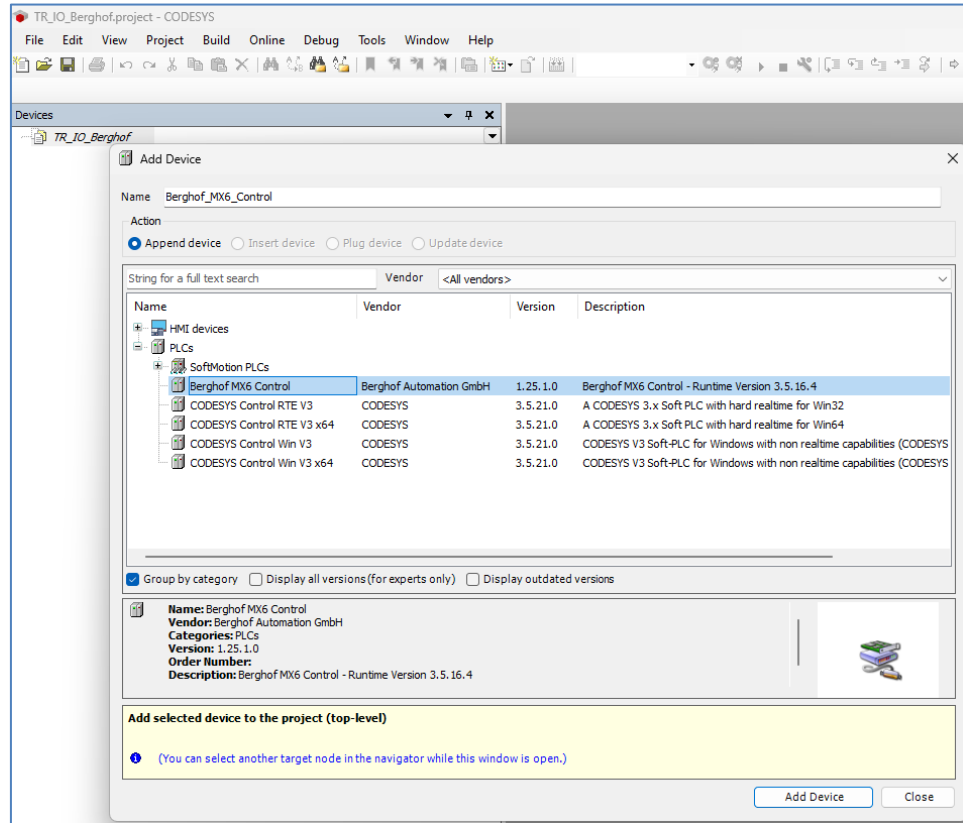 TR_IO_Berghof.project - CODESYS
File Edit View Project Build Online Debug Tools Window Help
Devices
TR_IO_Berghof
Add Device
Name Berghof_MX6_Control
Action
Append device Insert device Plug device Update device
String for a full text search Vendor <All vendors>
Name Vendor Version Description
HMI devices
PLCs
SoftMotion PLCs
Berghof MX6 Control Berghof Automation GmbH 1.25.1.0 Berghof MX6 Control - Runtime Version 3.5.16.4
CODESYS Control RTE V3 CODESYS 3.5.21.0 A CODESYS 3.x Soft PLC with hard realtime for Win32
CODESYS Control RTE V3 x64 CODESYS 3.5.21.0 A CODESYS 3.x Soft PLC with hard realtime for Win64
CODESYS Control Win V3 CODESYS 3.5.21.0 CODESYS V3 Soft-PLC for Windows with non realtime capabilities (CODESYS
CODESYS Control Win V3 x64 CODESYS 3.5.21.0 CODESYS V3 Soft-PLC for Windows with non realtime capabilities (CODESYS
Group by category Display all versions (for experts only) Display outdated versions
Name: Berghof MX6 Control
Vendor: Berghof Automation GmbH
Categories: PLCs
Version: 1.25.1.0
Order Number:
Description: Berghof MX6 Control - Runtime Version 3.5.16.4
Add selected device to the project (top-level)
(You can select another target node in the navigator while this window is open.)
Add Device Close